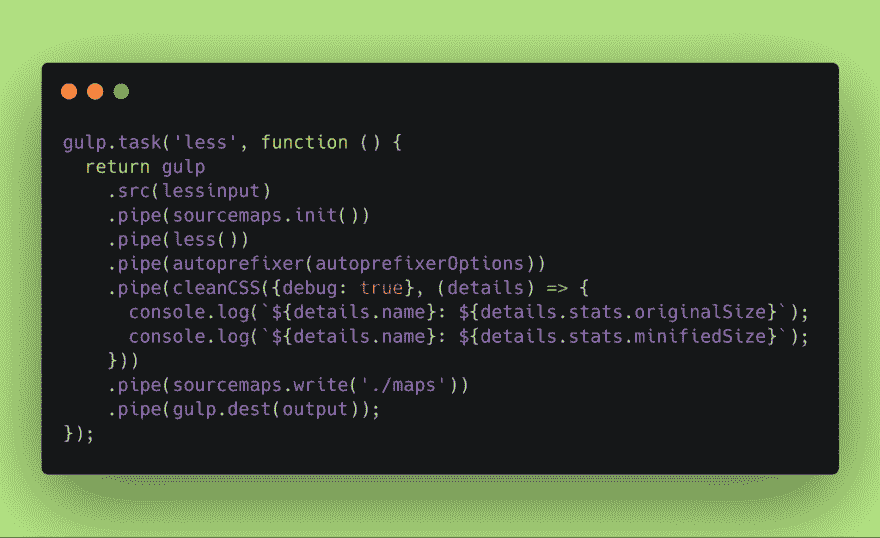 gulp.task('less', function () {
  return gulp
    .src(lessinput)
    .pipe(sourcemaps.init())
    .pipe(less())
    .pipe(autoprefixer(autoprefixerOptions))
    .pipe(cleanCSS({debug: true}, (details) => {
      console.log(`${details.name}: ${details.stats.originalSize}`);
      console.log(`${details.name}: ${details.stats.minifiedSize}`);
    }))
    .pipe(sourcemaps.write('./maps'))
    .pipe(gulp.dest(output));
});